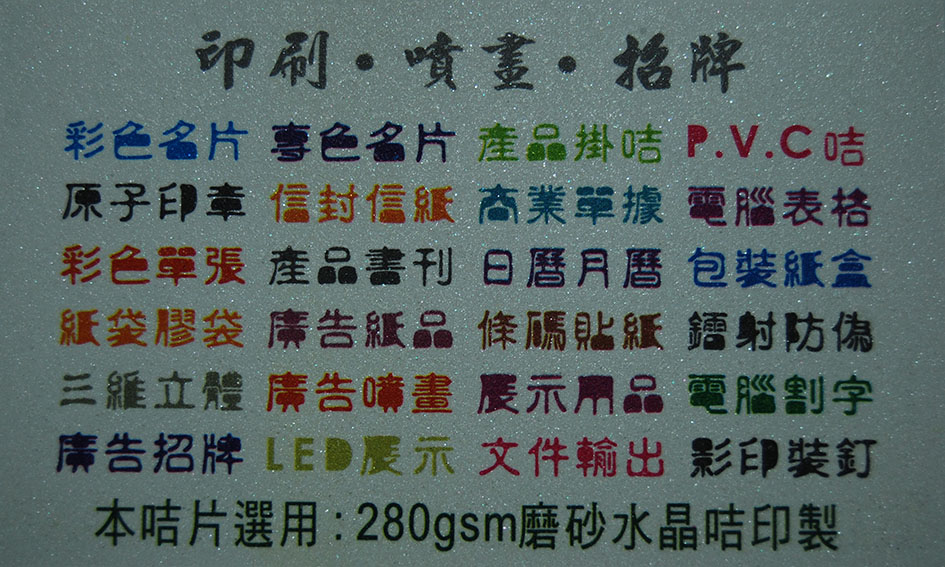 印刷•噴畫•招牌
彩色名片 專色名片 產品掛咭 P.V.C咭
原子印章 信封信紙 商業單據 電腦表格
彩色單張 產品書刊 日曆月曆 包裝紙盒
紙袋膠袋 廣告紙品 條碼貼紙 鐳射防偽
三維立體 廣告噴畫 展示用品 電腦割字
廣告招牌 LED展示 文件輸出 影印裝釘
本咭片選用:280gsm磨砂水晶咭印製